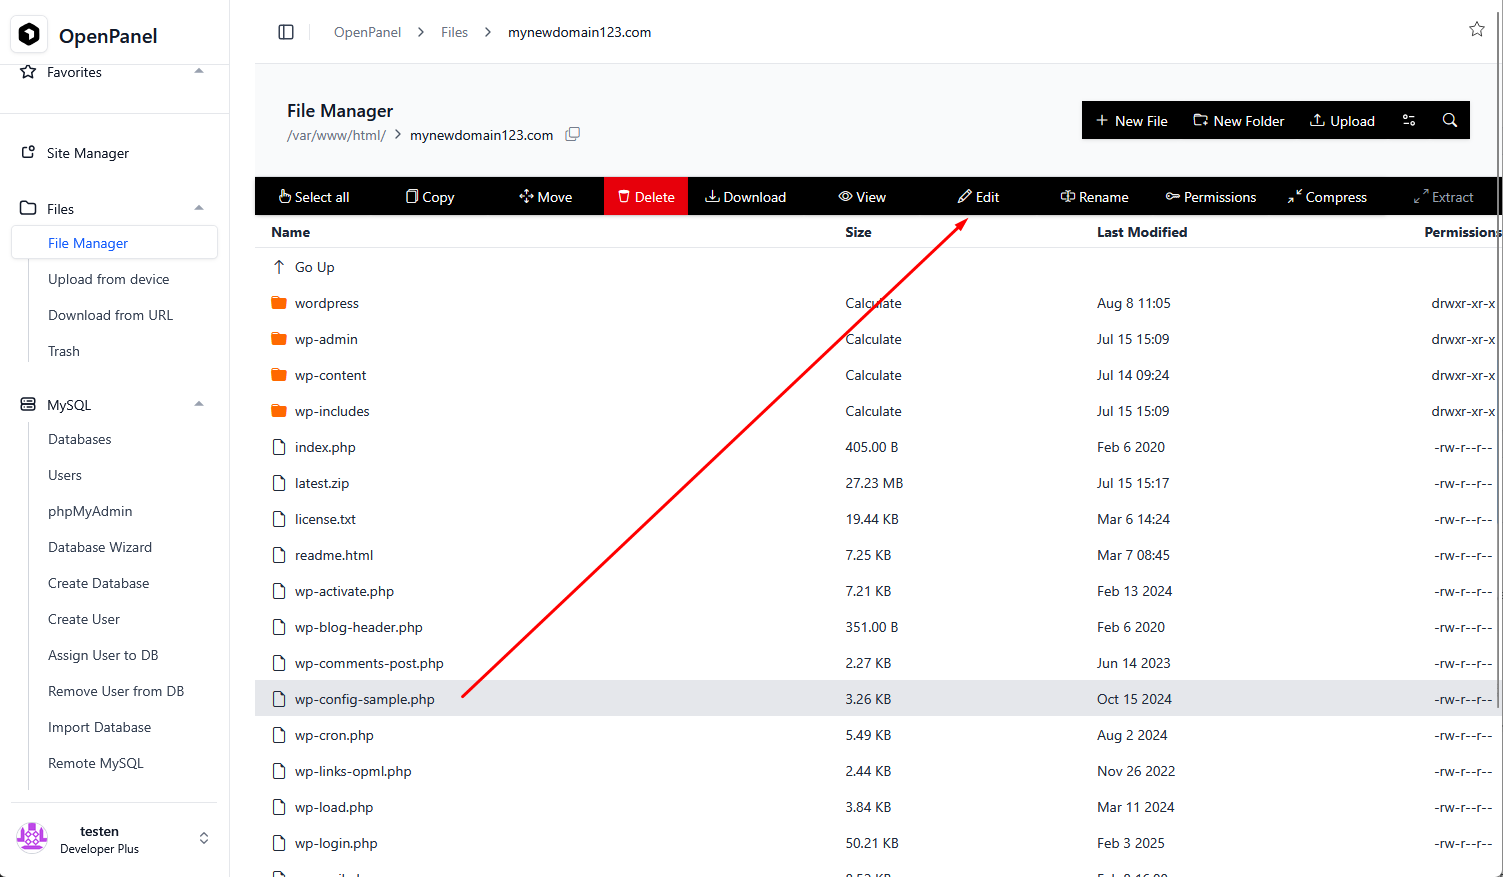 OpenPanel
Favorites
Site Manager
Files
File Manager
Upload from device
Download from URL
Trash
MySQL
Databases
Users
phpMyAdmin
Database Wizard
Create Database
Create User
Assign User to DB
Remove User from DB
Import Database
Remote MySQL
testen
Developer Plus
OpenPanel > Files > mynewdomain123.com
File Manager
/var/www/html/ > mynewdomain123.com
New File New Folder Upload
Select all Copy Move Delete Download View Edit Rename Permissions Compress Extract
Name Size Last Modified Permissions
Go Up
wordpress Calculate Aug 8 11:05 drwxr-xr-x
wp-admin Calculate Jul 15 15:09 drwxr-xr-x
wp-content Calculate Jul 14 09:24 drwxr-xr-x
wp-includes Calculate Jul 15 15:09 drwxr-xr-x
index.php 405.00 B Feb 6 2020 -rw-r--r--
latest.zip 27.23 MB Jul 15 15:17 -rw-r--r--
license.txt 19.44 KB Mar 6 14:24 -rw-r--r--
readme.html 7.25 KB Mar 7 08:45 -rw-r--r--
wp-activate.php 7.21 KB Feb 13 2024 -rw-r--r--
wp-blog-header.php 351.00 B Feb 6 2020 -rw-r--r--
wp-comments-post.php 2.27 KB Jun 14 2023 -rw-r--r--
wp-config-sample.php 3.26 KB Oct 15 2024 -rw-r--r--
wp-cron.php 5.49 KB Aug 2 2024 -rw-r--r--
wp-links-opml.php 2.44 KB Nov 26 2022 -rw-r--r--
wp-load.php 3.84 KB Mar 11 2024 -rw-r--r--
wp-login.php 50.21 KB Feb 3 2025 -rw-r--r--